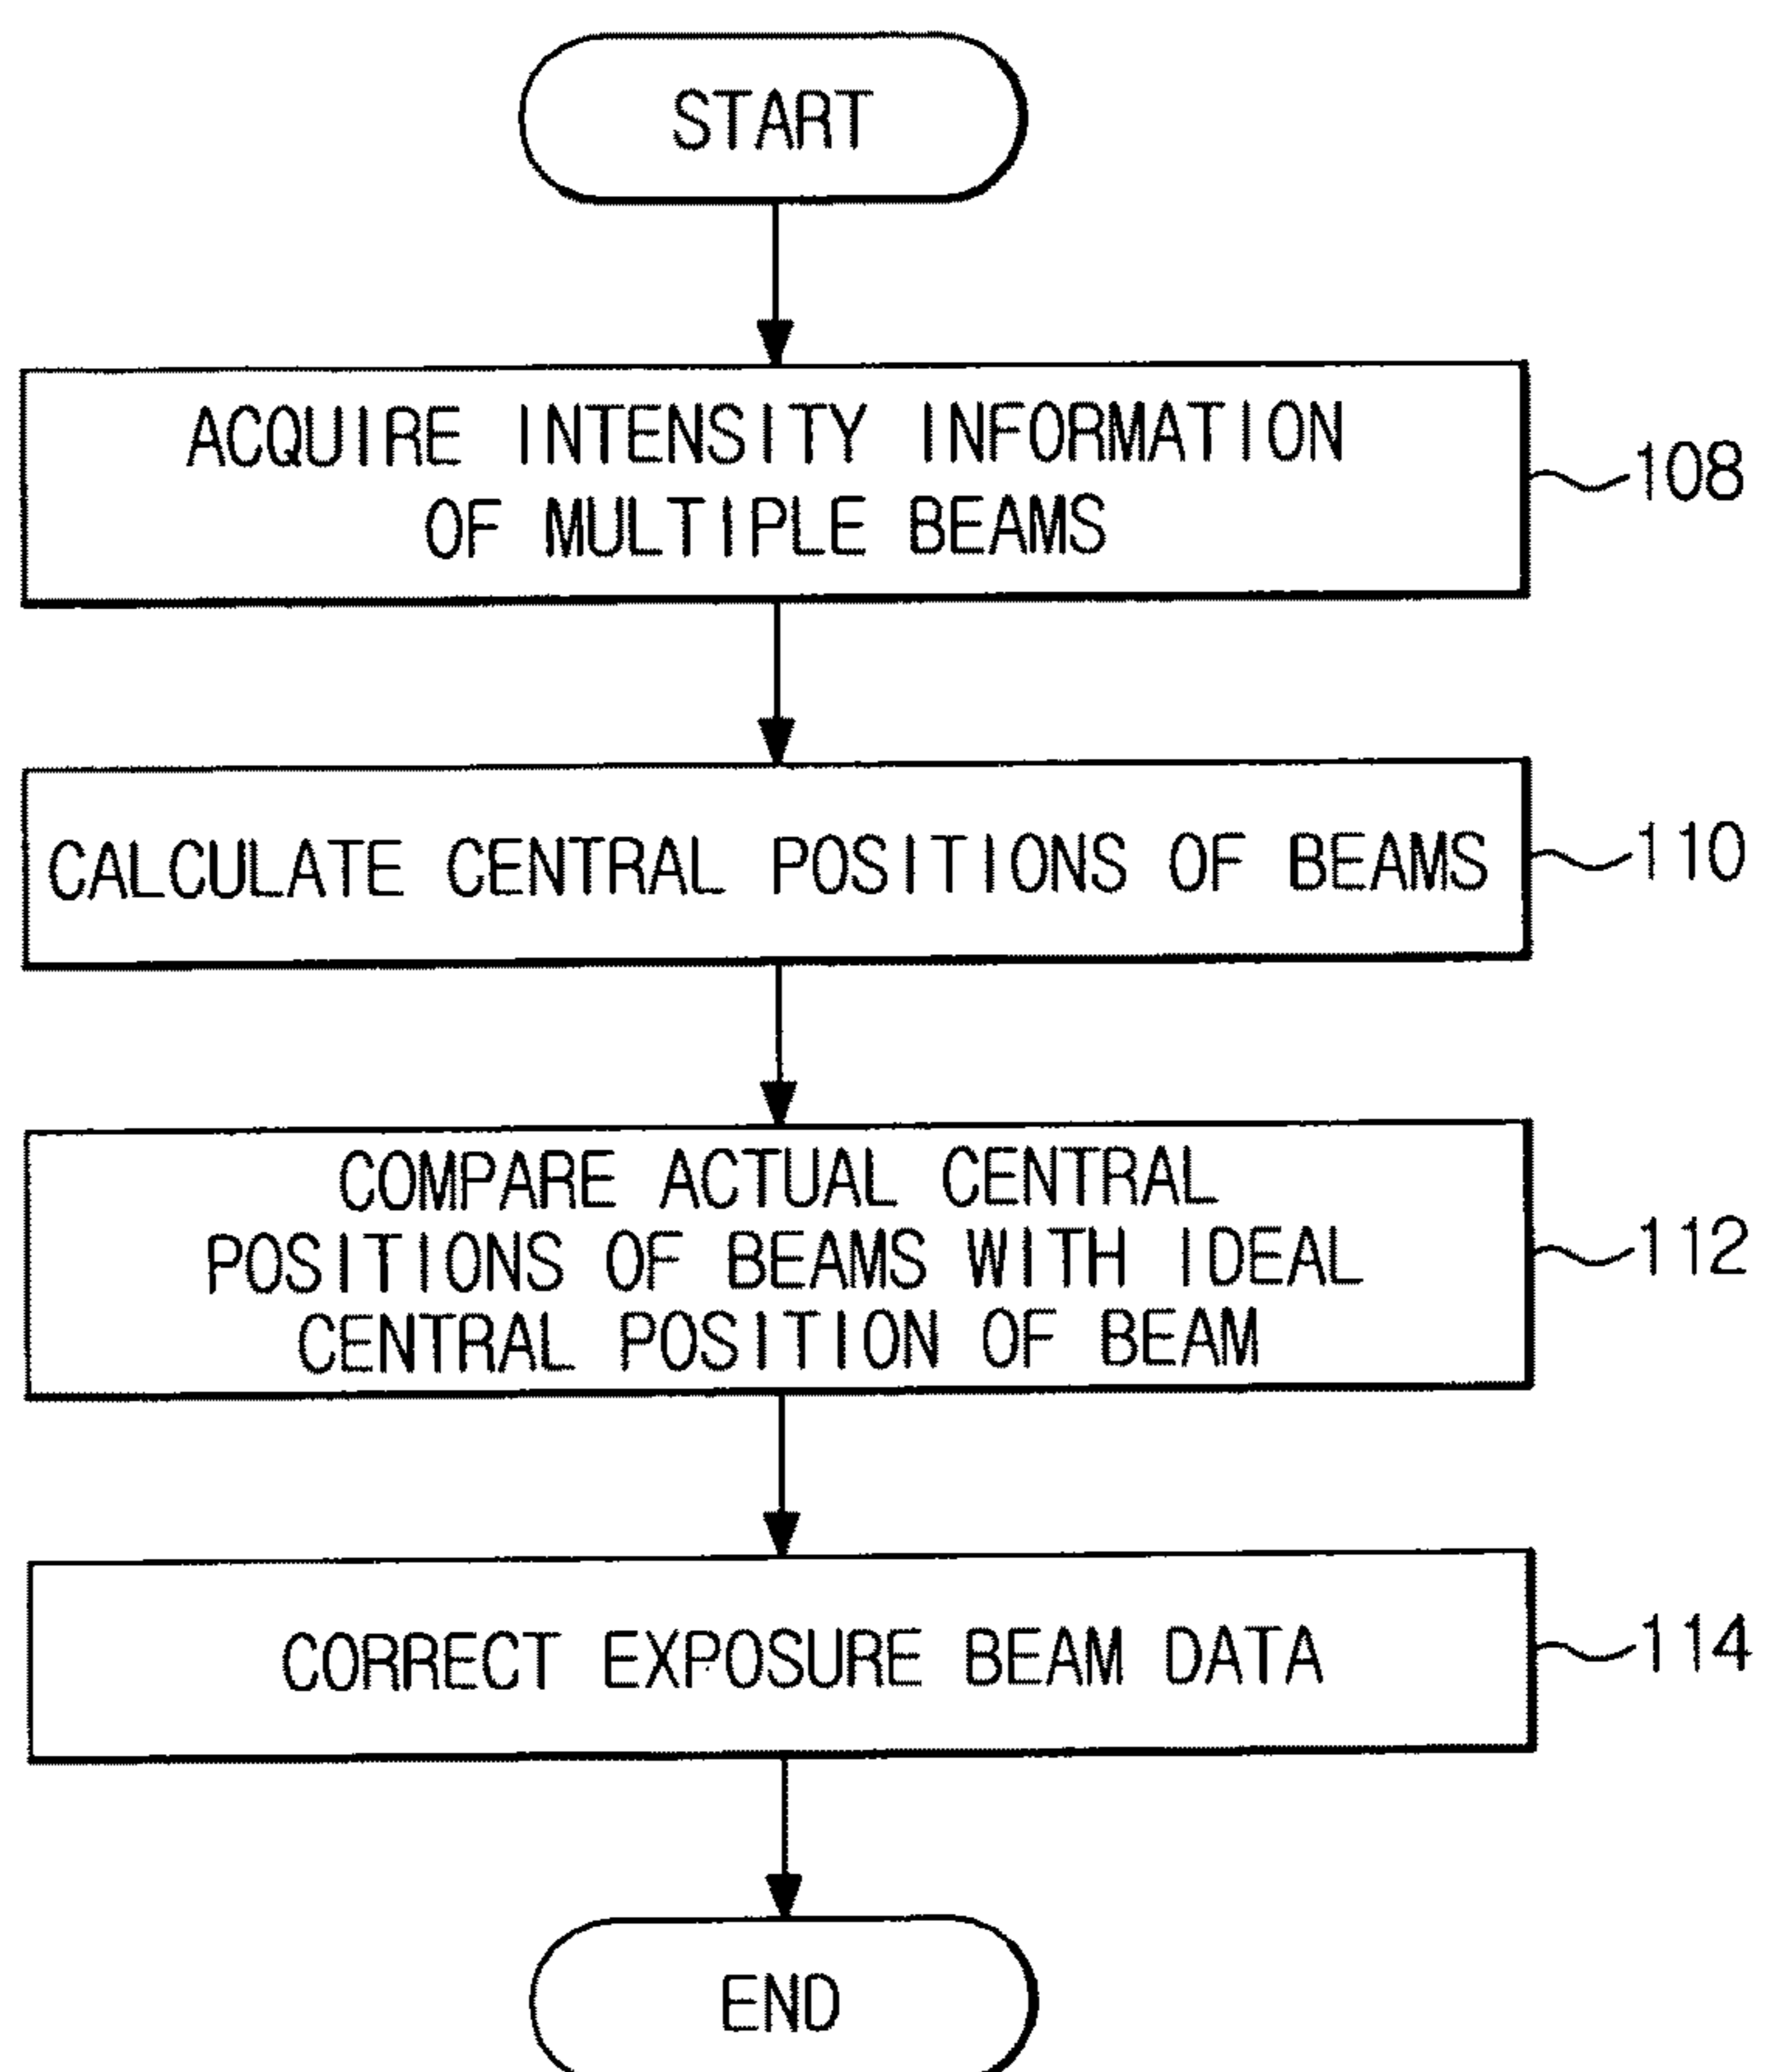 START
ACQUIRE INTENSITY INFORMATION
OF MULTIPLE BEAMS
108
CALCULATE CENTRAL POSITIONS OF BEAMS
110
COMPARE ACTUAL CENTRAL
POSITIONS OF BEAMS WITH IDEAL
CENTRAL POSITION OF BEAM
112
CORRECT EXPOSURE BEAM DATA
114
END